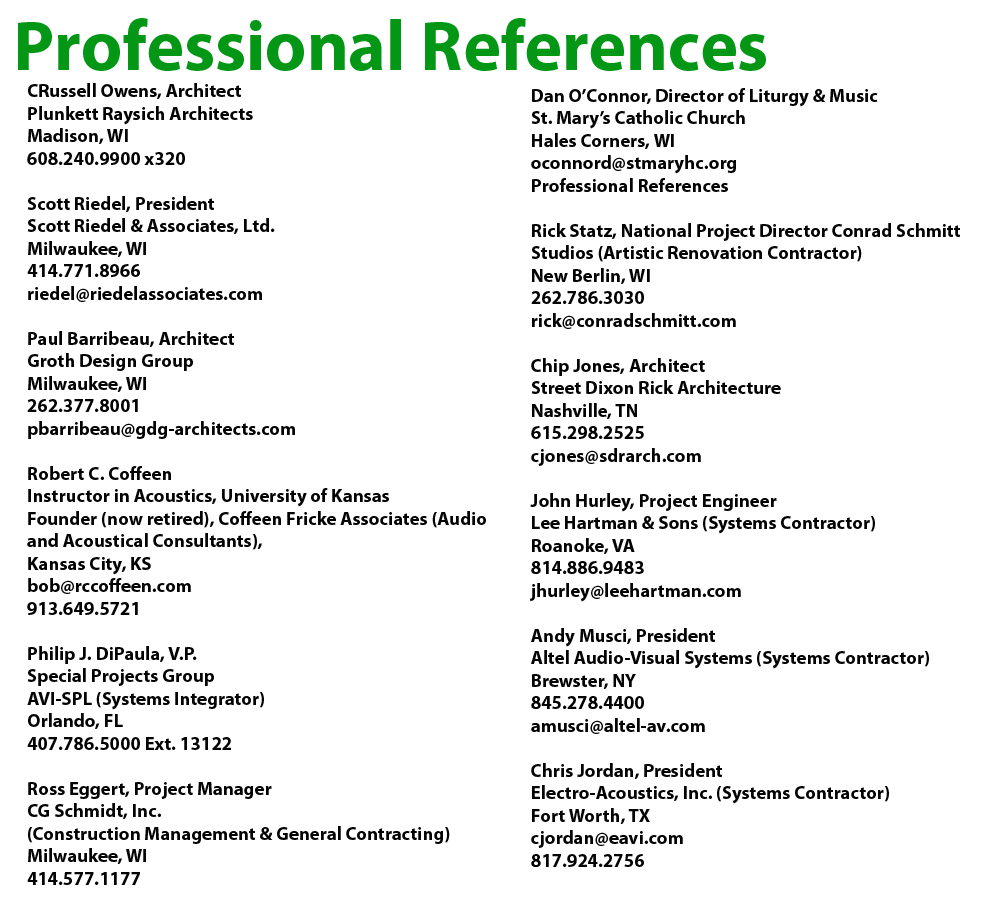 Professional References
CRussell Owens, Architect
Plunkett Raysich Architects
Madison, WI
608.240.9900 x320
Scott Riedel, President
Scott Riedel & Associates, Ltd.
Milwaukee, WI
414.771.8966
riedel@riedelassociates.com
Paul Barribeau, Architect
Groth Design Group
Milwaukee, WI
262.377.8001
pbarribeau@gdg-architects.com
Robert C. Coffeen
Instructor in Acoustics, University of Kansas
Founder (now retired), Coffeen Fricke Associates (Audio
and Acoustical Consultants),
Kansas City, KS
bob@rccoffeen.com
913.649.5721
Philip J. DiPaula, V.P.
Special Projects Group
AVI-SPL (Systems Integrator)
Orlando, FL
407.786.5000 Ext. 13122
Ross Eggert, Project Manager
CG Schmidt, Inc.
(Construction Management & General Contracting)
Milwaukee, WI
414.577.1177
Dan O’Connor, Director of Liturgy & Music
St. Mary’s Catholic Church
Hales Corners, WI
oconnord@stmaryhc.org
Professional References
Rick Statz, National Project Director Conrad Schmitt
Studios (Artistic Renovation Contractor)
New Berlin, WI
262.786.3030
rick@conradschmitt.com
Chip Jones, Architect
Street Dixon Rick Architecture
Nashville, TN
615.298.2525
cjones@sdrarch.com
John Hurley, Project Engineer
Lee Hartman & Sons (Systems Contractor)
Roanoke, VA
814.886.9483
jhurley@leehartman.com
Andy Musci, President
Altel Audio-Visual Systems (Systems Contractor)
Brewster, NY
845.278.4400
amusci@altel-av.com
Chris Jordan, President
Electro-Acoustics, Inc. (Systems Contractor)
Fort Worth, TX
cjordan@eavi.com
817.924.2756